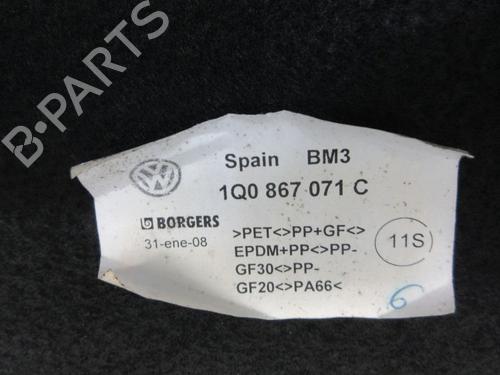 B-PARTS
Spain BM3
1Q0 867 071 C
BORGERS
31-ene-08
>PET<>PP+GF<>
EPDM+PP<>PP-
GF30<>PP-
GF20<>PA66<
11S
6